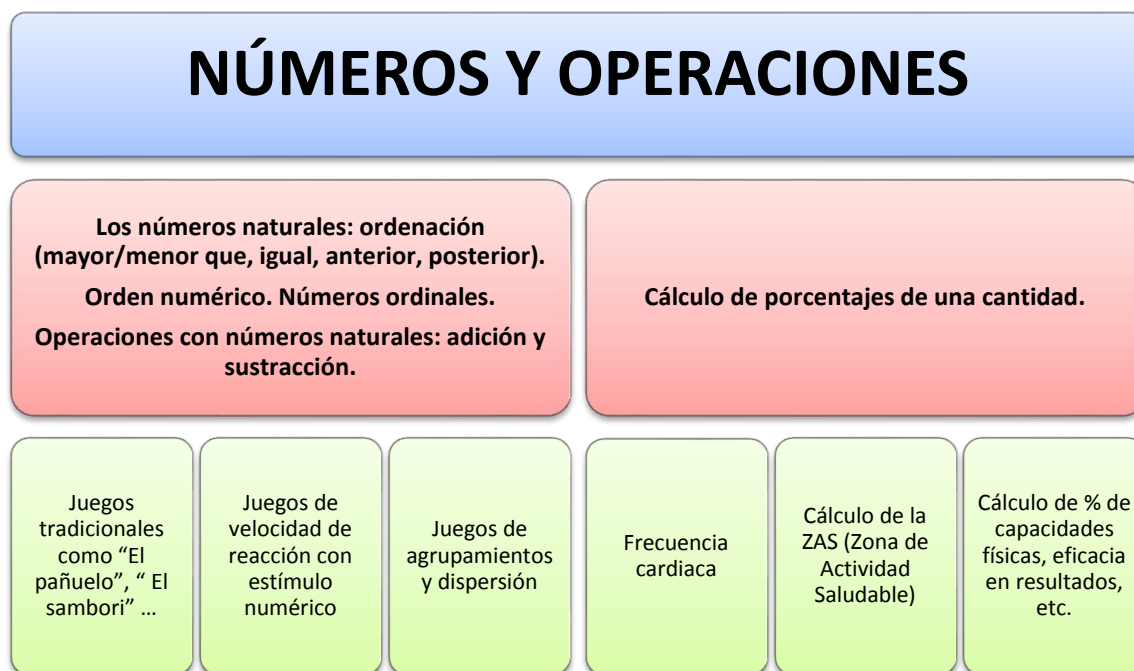 NÚMEROS Y OPERACIONES
Los números naturales: ordenación
(mayor/menor que, igual, anterior, posterior).
Orden numérico. Números ordinales.
Operaciones con números naturales: adición y
sustracción.
Cálculo de porcentajes de una cantidad.
Juegos
tradicionales
como “El
pañuelo”, “ El
sambori” ...
Juegos de
velocidad de
reacción con
estímulo
numérico
Juegos de
agrupamientos
y dispersión
Frecuencia
cardiaca
Cálculo de la
ZAS (Zona de
Actividad
Saludable)
Cálculo de % de
capacidades
físicas, eficacia
en resultados,
etc.